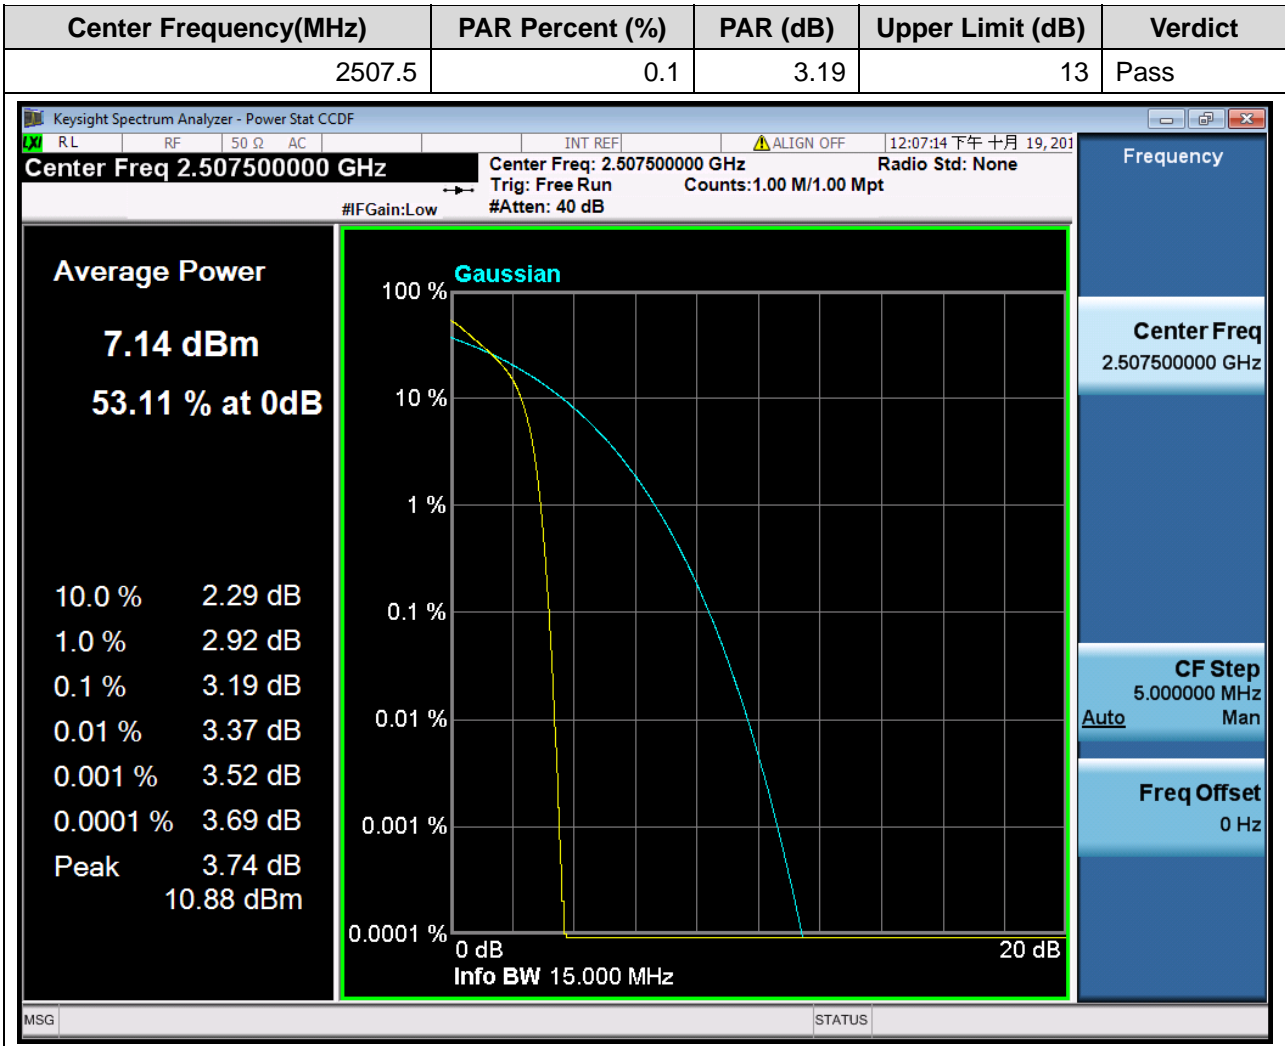 Center Frequency(MHz) PAR Percent (%) PAR (dB) Upper Limit (dB) Verdict
2507.5 0.1 3.19 13 Pass
Keysight Spectrum Analyzer - Power Stat CCDF
LXI RL RF 50 Ω AC INT REF ALIGN OFF 12:07:14 下午 十月 19, 201
Center Freq 2.507500000 GHz
#IFGain:Low
Center Freq: 2.507500000 GHz Radio Std: None
Trig: Free Run Counts:1.00 M/1.00 Mpt
#Atten: 40 dB
Average Power
7.14 dBm
53.11 % at 0dB
10.0 % 2.29 dB
1.0 % 2.92 dB
0.1 % 3.19 dB
0.01 % 3.37 dB
0.001 % 3.52 dB
0.0001 % 3.69 dB
Peak 3.74 dB
10.88 dBm
Gaussian
100 %
10 %
1 %
0.1 %
0.01 %
0.001 %
0.0001 %
0 dB 20 dB
Info BW 15.000 MHz
Frequency
Center Freq
2.507500000 GHz
CF Step
5.000000 MHz
Auto Man
Freq Offset
0 Hz
MSG STATUS